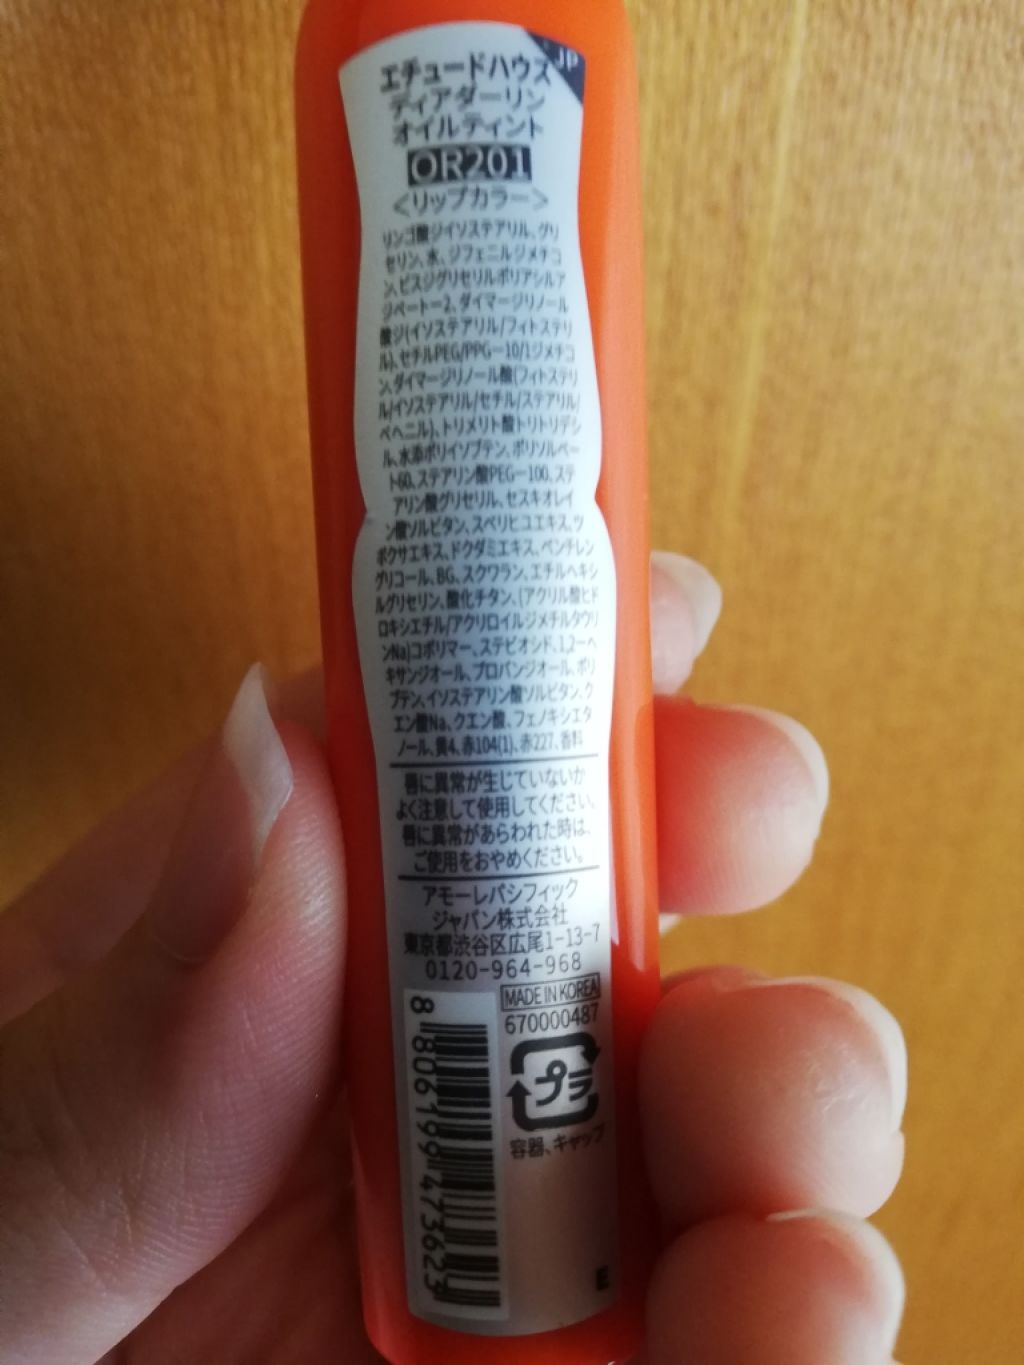 JP
エチュードハウス
ディアダーリン
オイルティント
OR201
<リップカラー>
リンゴ酸ジイソステアリル、グリ
セリン、水、ジフェニルジメチコ
ン、ビスジグリセリルポリアシルア
ジペート-2、ダイマージリノール
酸ジ(イソステアリル/フィトステリ
ル)、セチルPEG/PPG-10/1ジメチコ
ン、ダイマージリノール酸(フィトステリ
ル/イソステアリル/セチル/ステアリル/
ベヘニル)、トリメリト酸トリトリデシ
ル、水添ポリイソブテン、ポリソルベー
ト60、ステアリン酸PEG-100、ステ
アリン酸グリセリル、セスキオレイ
ン酸ソルビタン、スベリヒユエキス、ツ
ボクサエキス、ドクダミエキス、ペンチレン
グリコール、BG、スクワラン、エチルヘキシ
ルグリセリン、酸化チタン、(アクリル酸ヒド
ロキシエチル/アクリロイルジメチルタウリ
ンNa)コポリマー、ステビオシド、1,2-ヘ
キサンジオール、プロパンジオール、ポリ
ブテン、イソステアリン酸ソルビタン、ク
エン酸Na、クエン酸、フェノキシエタ
ノール、黄4、赤104(1)、赤227、香料
唇に異常が生じていないか
よく注意して使用してください。
唇に異常があらわれた時は、
ご使用をおやめください。
アモーレパシフィック
ジャパン株式会社
東京都渋谷区広尾1-13-7
0120-964-968
MADE IN KOREA
670000487
プラ
容器、キャップ
8 806199 473623
E